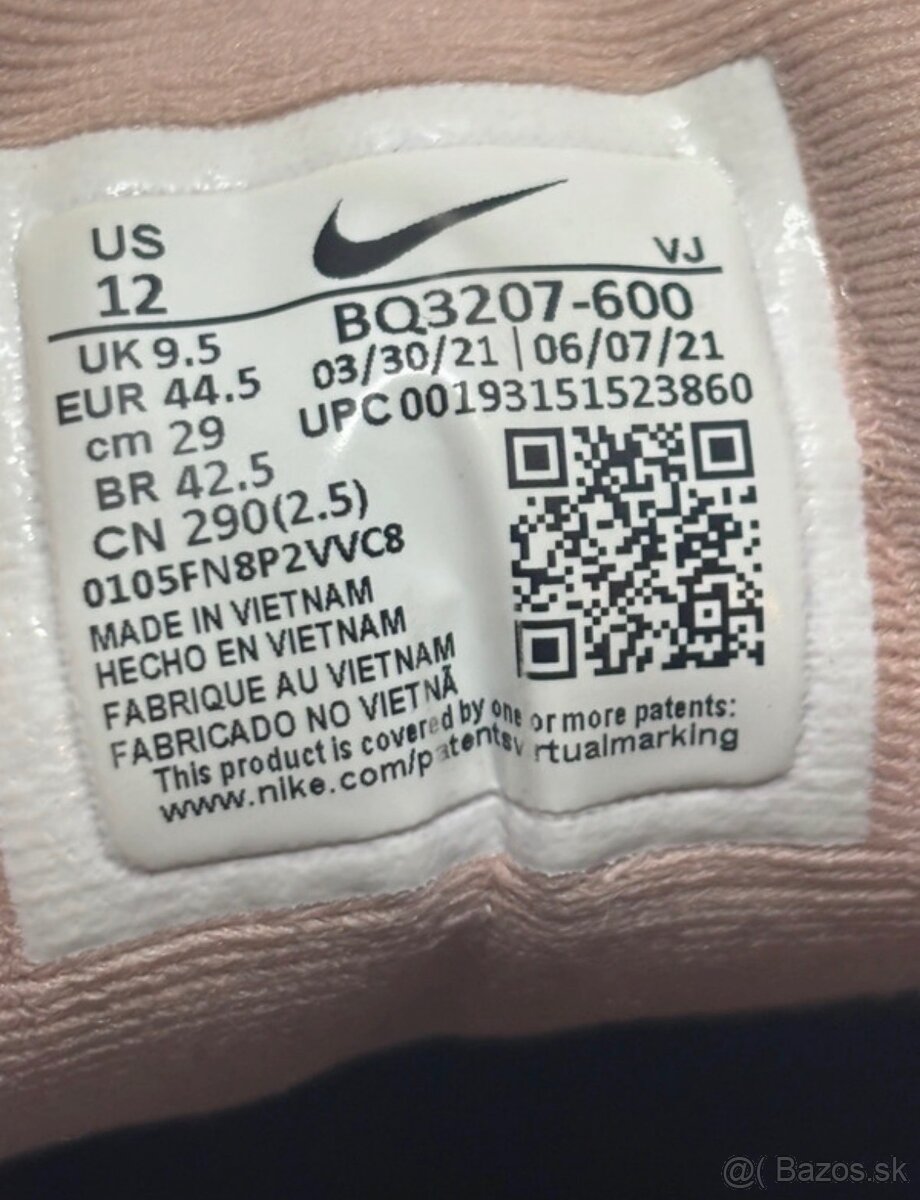 US
12
VJ
BQ3207-600
UK 9.5
03/30/21 | 06/07/21
EUR 44.5
UPC 00193151523860
cm 29
BR 42.5
CN 290(2.5)
0105FN8P2VVC8
MADE IN VIETNAM
HECHO EN VIETNAM
FABRIQUE AU VIETNAM
FABRICADO NO VIETNÃ
This product is covered by one or more patents:
www.nike.com/patentsvirtualmarking
@( Bazos.sk